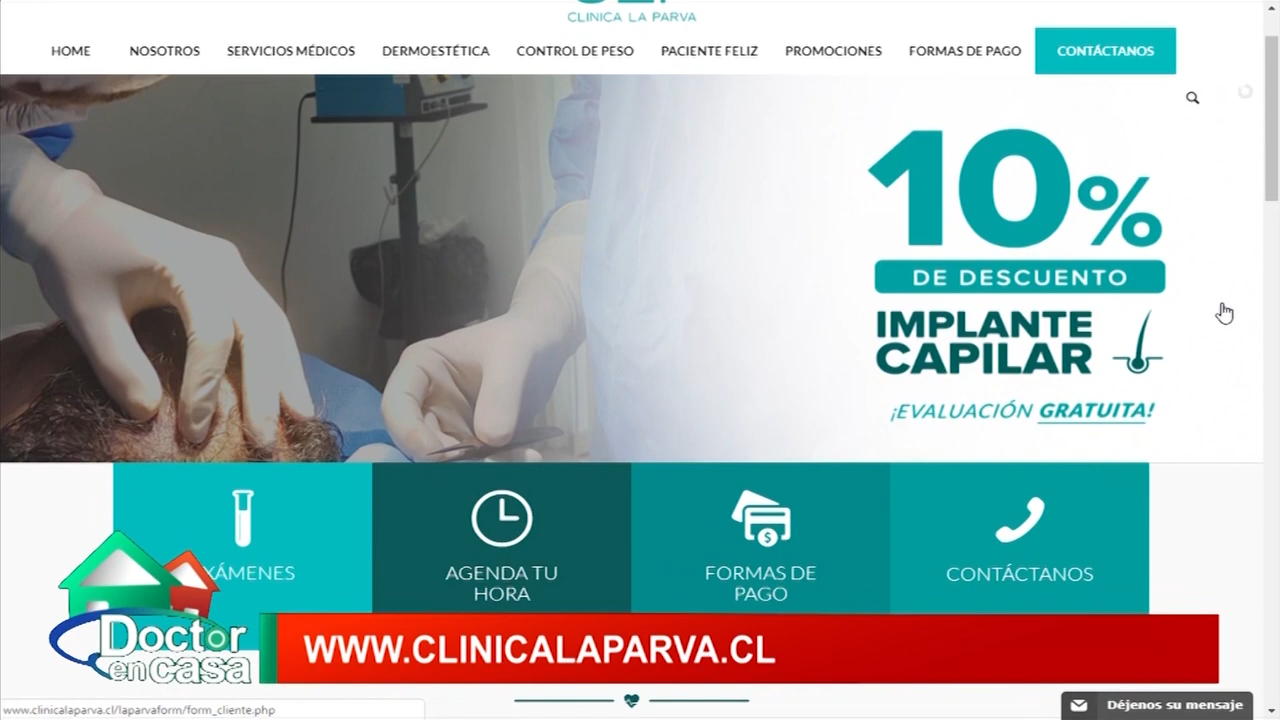 CLINICA LA PARVA
HOME NOSOTROS SERVICIOS MÉDICOS DERMOESTÉTICA CONTROL DE PESO PACIENTE FELIZ PROMOCIONES FORMAS DE PAGO CONTÁCTANOS
10%
DE DESCUENTO
IMPLANTE
CAPILAR
¡EVALUACIÓN GRATUITA!
XÁMENES
AGENDA TU
HORA
FORMAS DE
PAGO
CONTÁCTANOS
Doctor
en casa
WWW.CLINICALAPARVA.CL
www.clinicalaparva.cl/laparvaform/form_cliente.php
Déjenos su mensaje